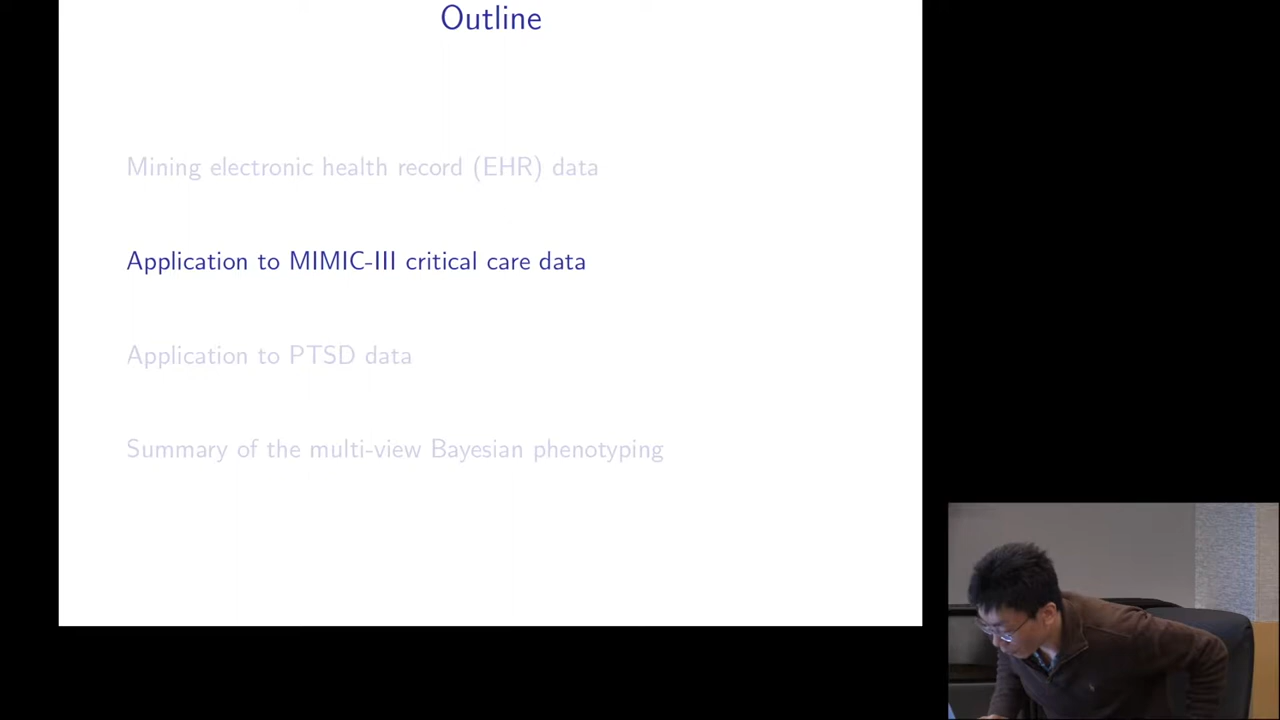 Outline
Mining electronic health record (EHR) data
Application to MIMIC-III critical care data
Application to PTSD data
Summary of the multi-view Bayesian phenotyping